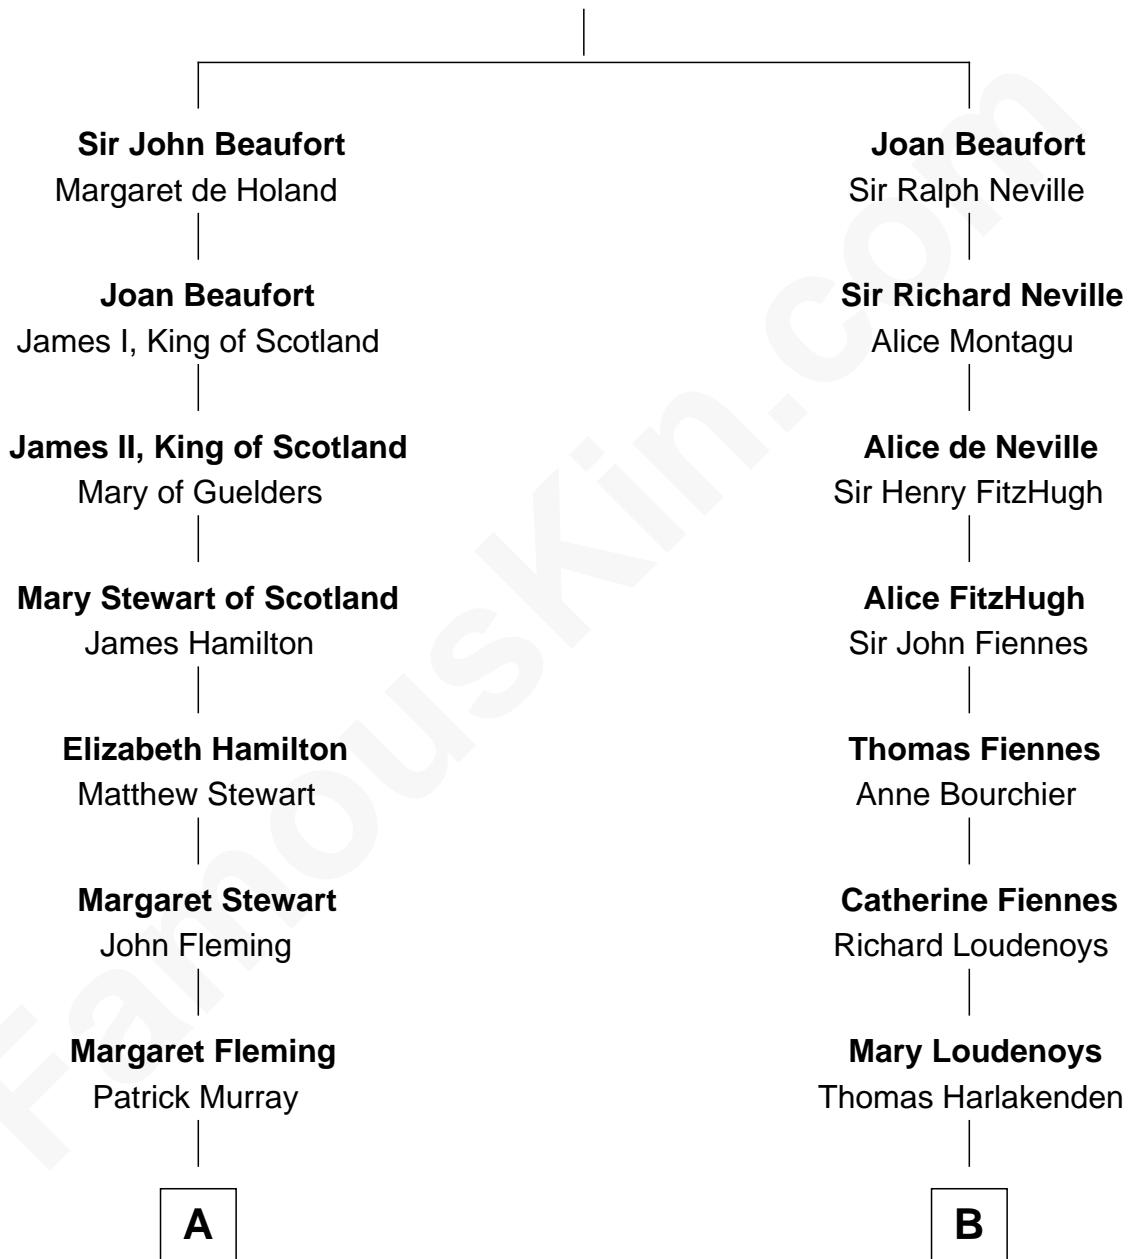 Sir John Beaufort
Margaret de Holand
Joan Beaufort
James I, King of Scotland
James II, King of Scotland
Mary of Guelders
Mary Stewart of Scotland
James Hamilton
Elizabeth Hamilton
Matthew Stewart
Margaret Stewart
John Fleming
Margaret Fleming
Patrick Murray
A
Joan Beaufort
Sir Ralph Neville
Sir Richard Neville
Alice Montagu
Alice de Neville
Sir Henry FitzHugh
Alice FitzHugh
Sir John Fiennes
Thomas Fiennes
Anne Bourchier
Catherine Fiennes
Richard Loudenoys
Mary Loudenoys
Thomas Harlakenden
B
FamousKin.com